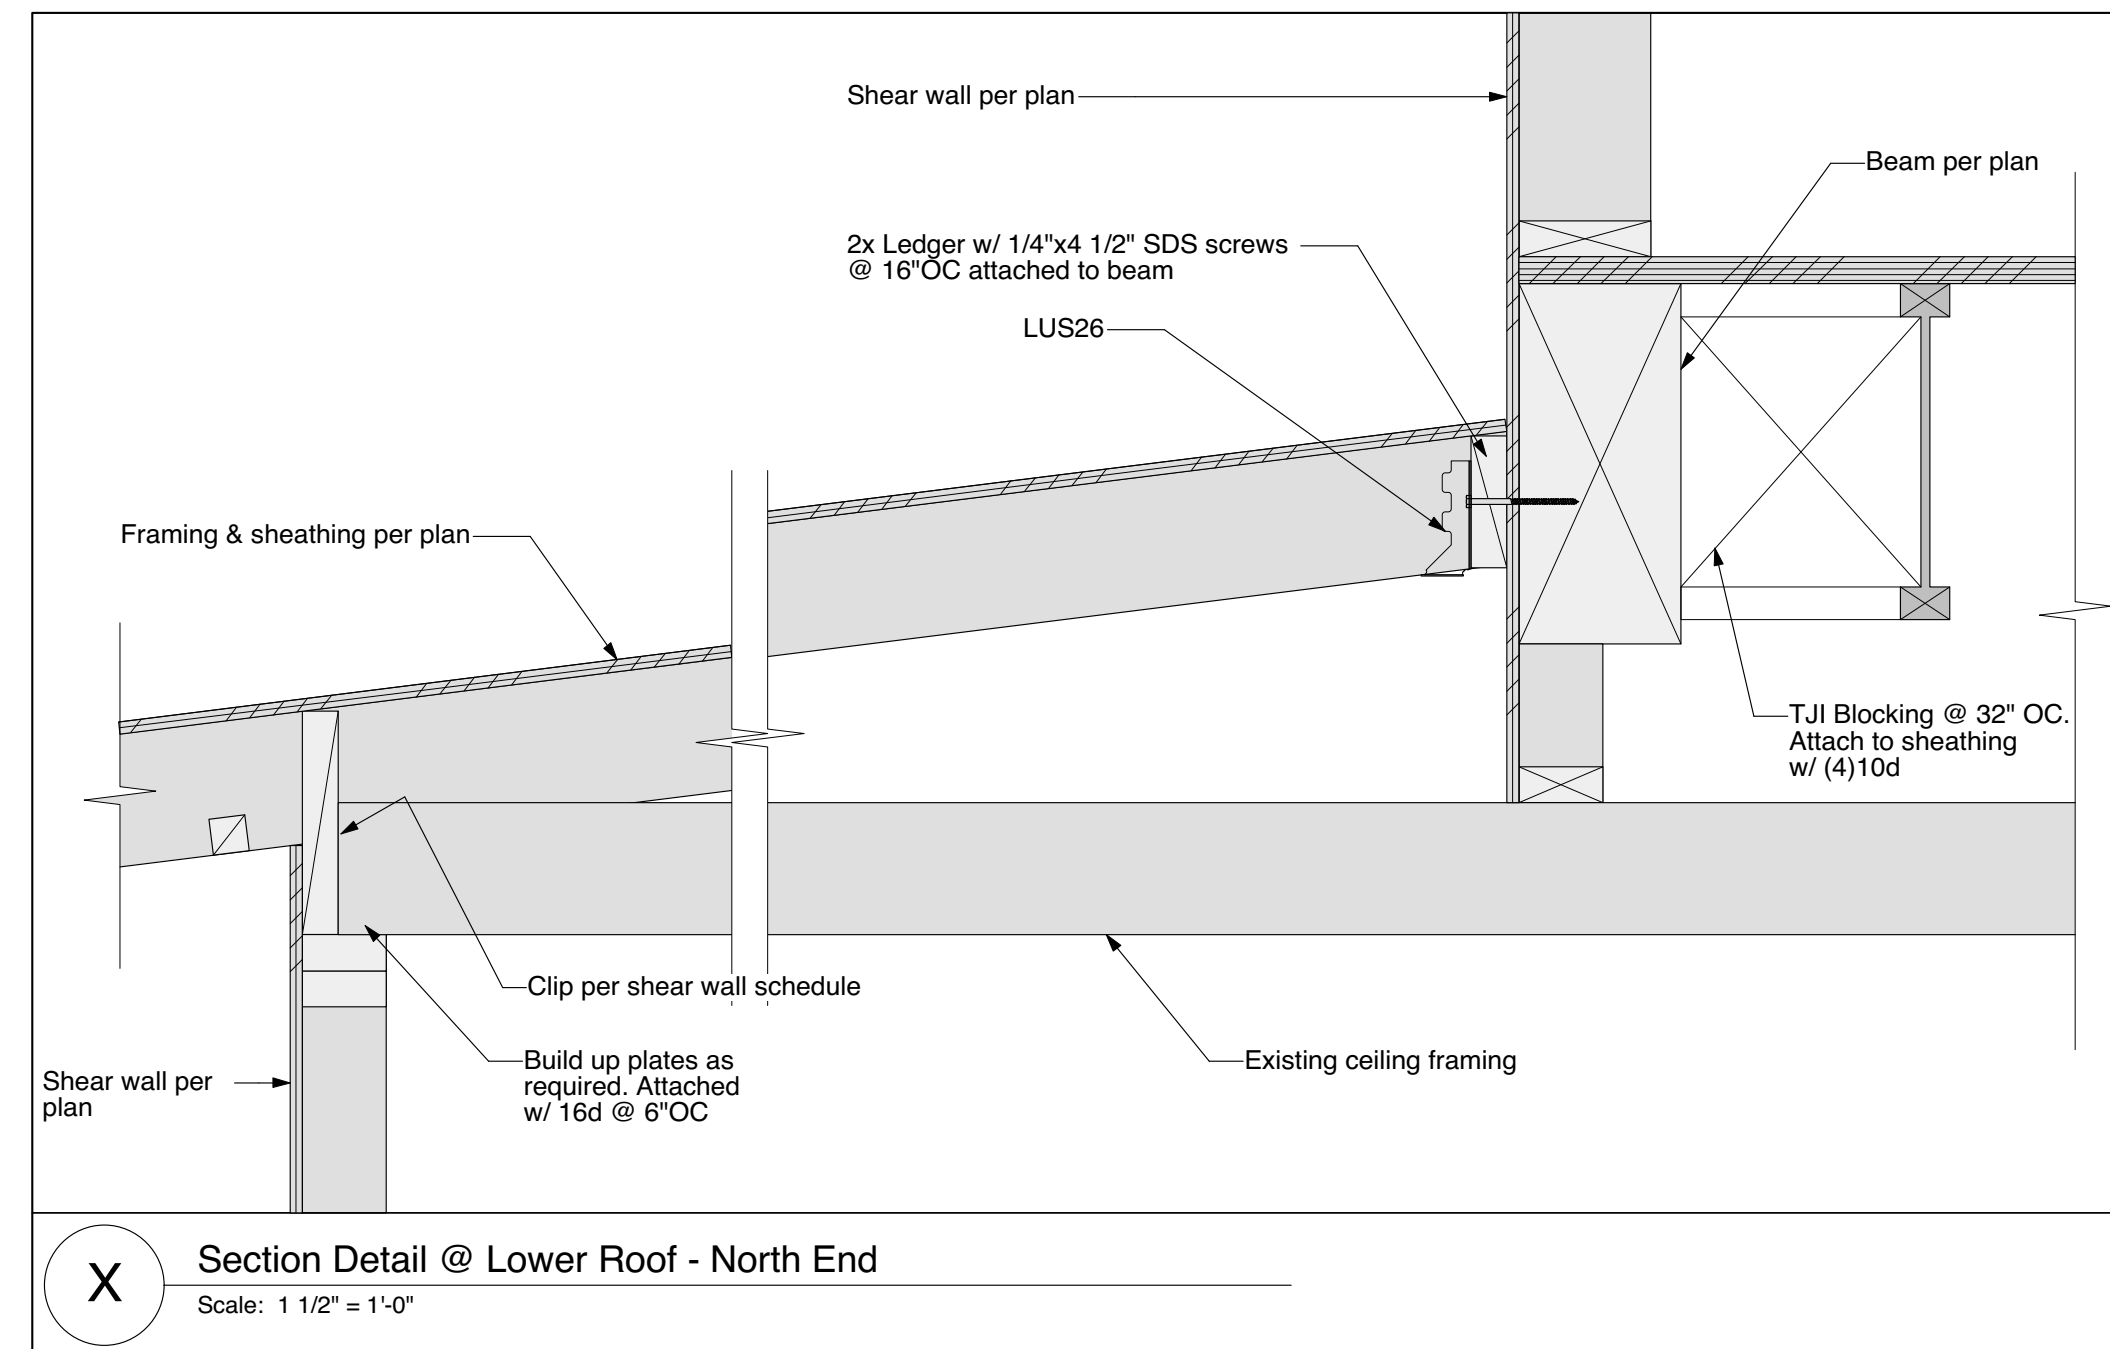 Shear wall per plan
Beam per plan
2x Ledger w/ 1/4"x4 1/2" SDS screws
@ 16"OC attached to beam
LUS26
Framing & sheathing per plan
TJI Blocking @ 32" OC.
Attach to sheathing
w/ (4)10d
Clip per shear wall schedule
Build up plates as
required. Attached
w/ 16d @ 6"OC
Existing ceiling framing
Shear wall per
plan
X
Section Detail @ Lower Roof - North End
Scale: 1 1/2" = 1'-0"